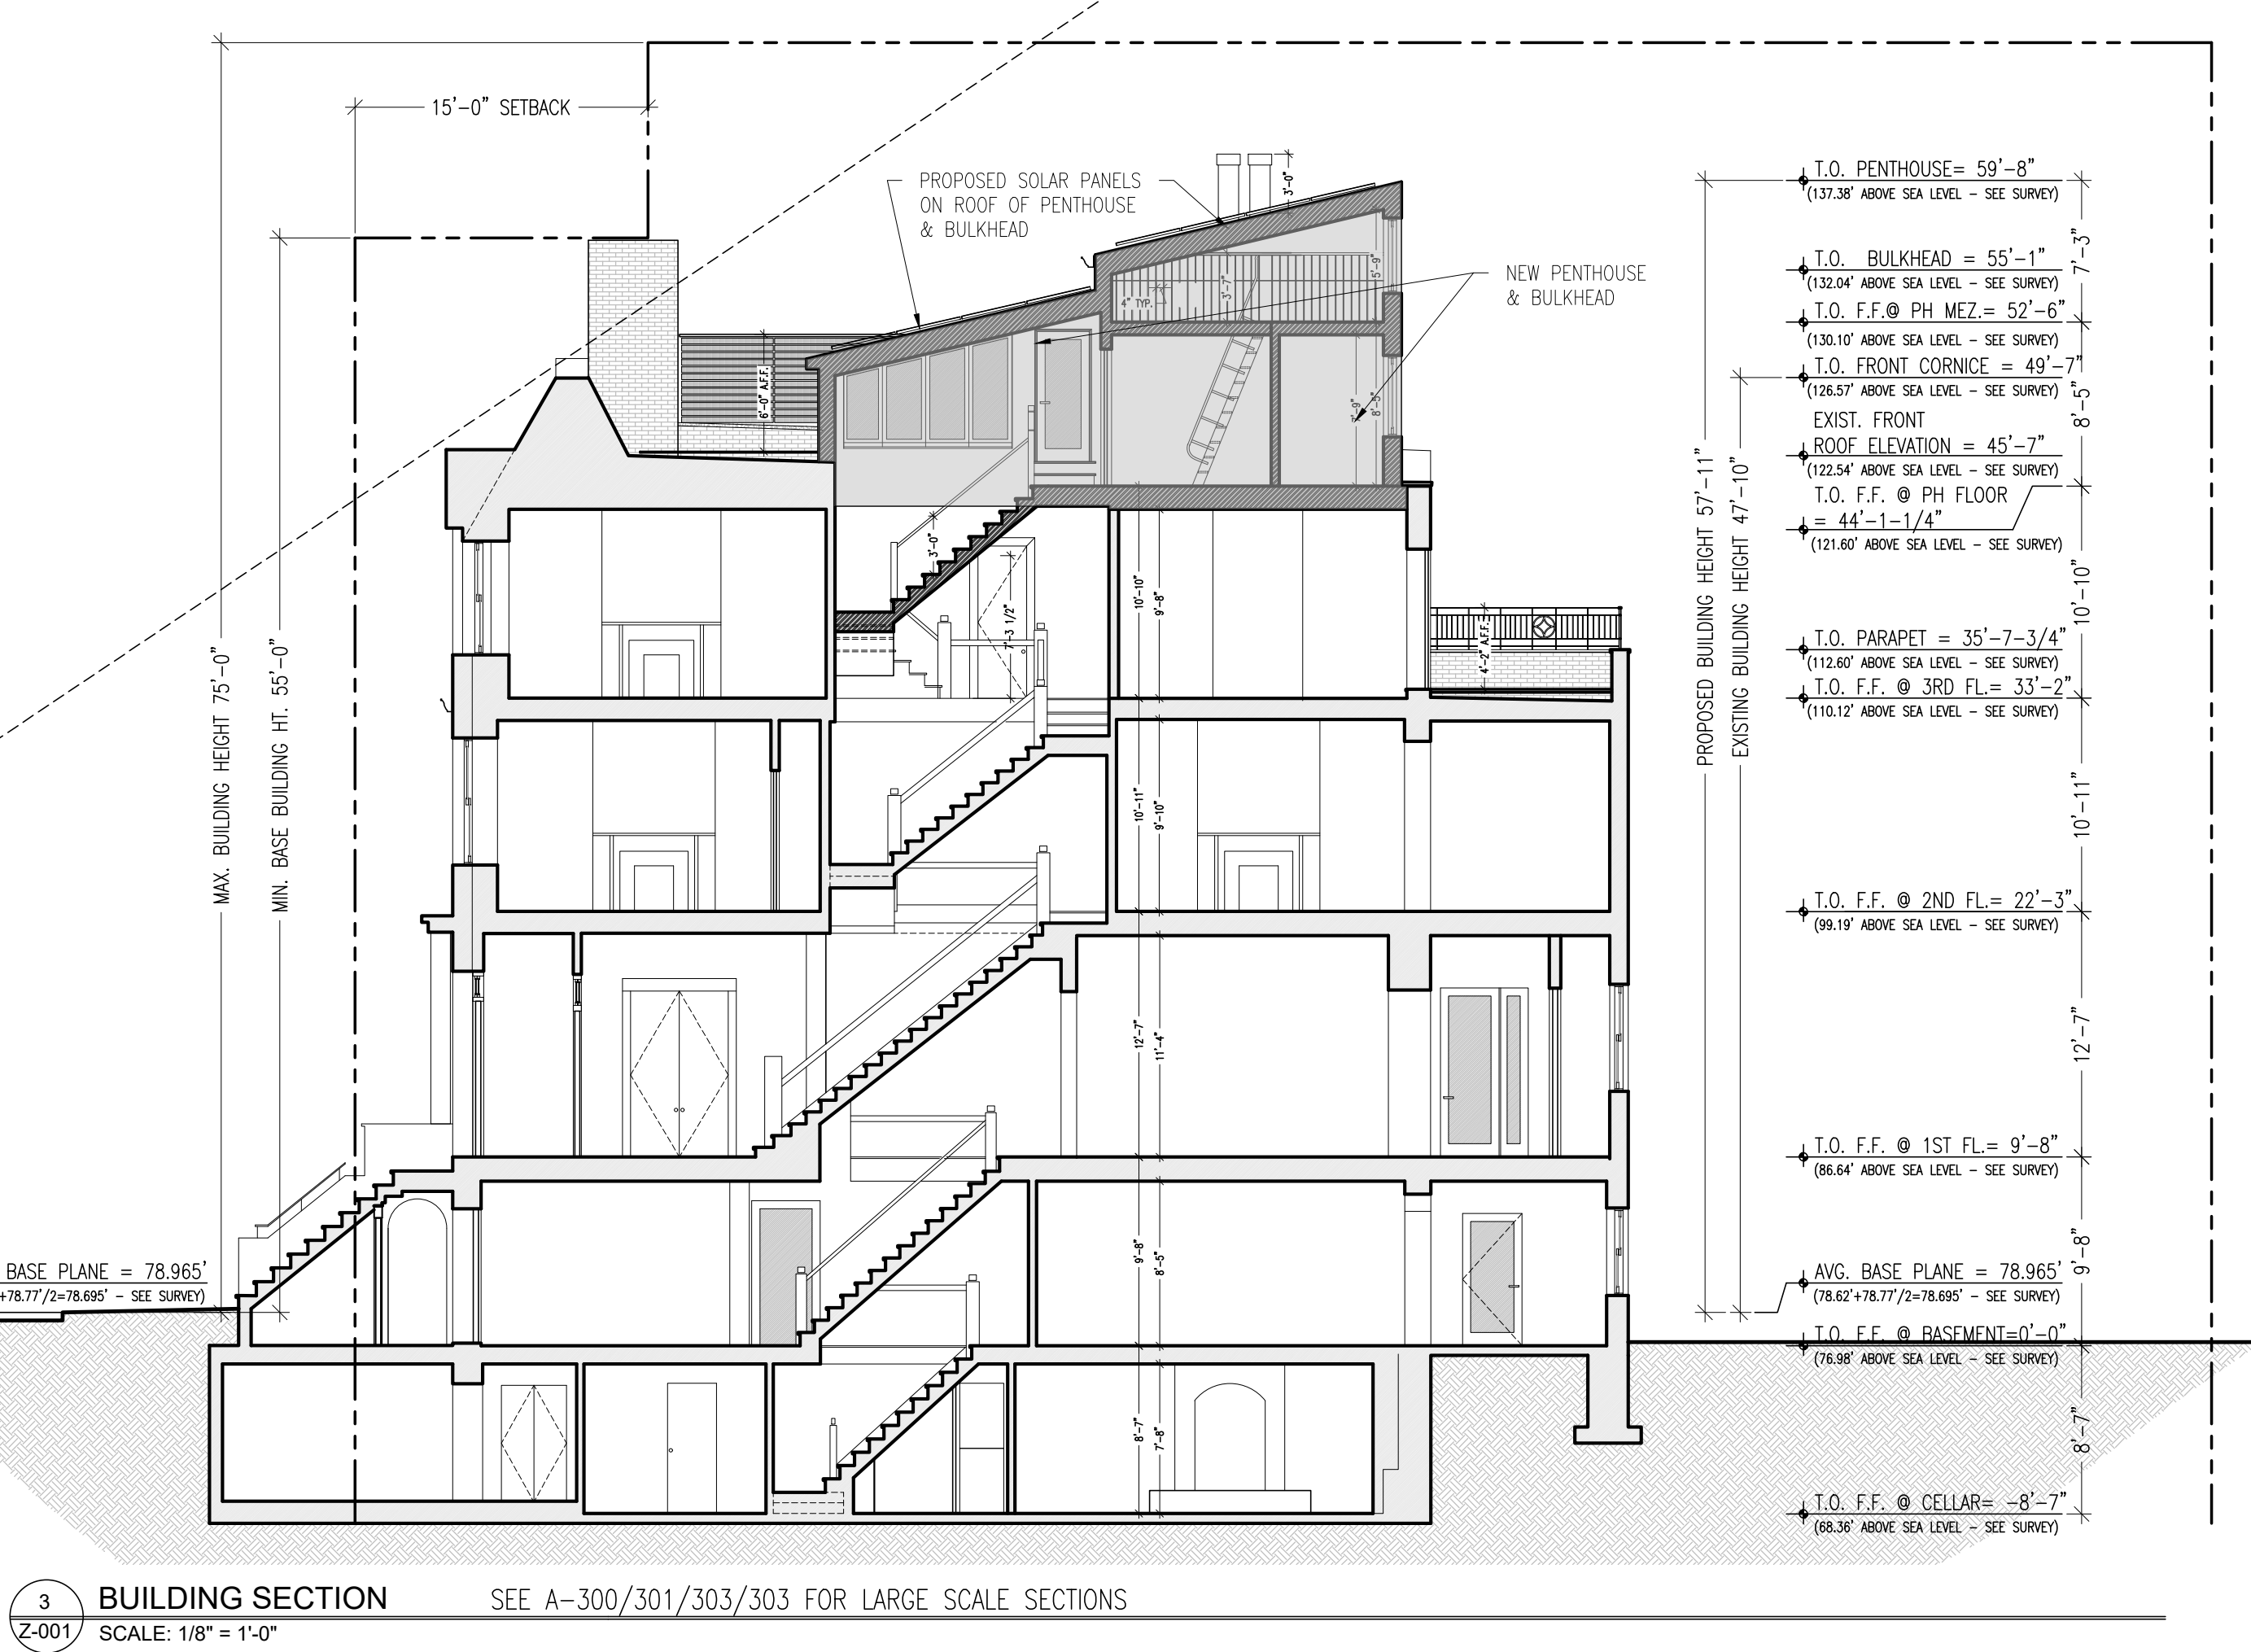 15'-0" SETBACK
MAX. BUILDING HEIGHT 75'-0"
MIN. BASE BUILDING HT. 55'-0"
PROPOSED SOLAR PANELS
ON ROOF OF PENTHOUSE
& BULKHEAD
3'-0"
NEW PENTHOUSE
& BULKHEAD
4" TYP.
3'-7"
5'-9"
6'-0" A.F.F.
8'-5"
3'-0"
7'-3 1/2"
10'-10"
9'-8"
4'-2" A.F.F.
10'-11"
9'-10"
12'-7"
11'-4"
9'-8"
8'-5"
8'-7"
7'-8"
PROPOSED BUILDING HEIGHT 57'-11"
EXISTING BUILDING HEIGHT 47'-10"
T.O. PENTHOUSE= 59'-8"
(137.38' ABOVE SEA LEVEL - SEE SURVEY)
T.O. BULKHEAD = 55'-1"
(132.04' ABOVE SEA LEVEL - SEE SURVEY)
T.O. F.F.@ PH MEZ.= 52'-6"
(130.10' ABOVE SEA LEVEL - SEE SURVEY)
T.O. FRONT CORNICE = 49'-7"
(126.57' ABOVE SEA LEVEL - SEE SURVEY)
EXIST. FRONT
ROOF ELEVATION = 45'-7"
(122.54' ABOVE SEA LEVEL - SEE SURVEY)
T.O. F.F. @ PH FLOOR
= 44'-1-1/4"
(121.60' ABOVE SEA LEVEL - SEE SURVEY)
T.O. PARAPET = 35'-7-3/4"
(112.60' ABOVE SEA LEVEL - SEE SURVEY)
T.O. F.F. @ 3RD FL.= 33'-2"
(110.12' ABOVE SEA LEVEL - SEE SURVEY)
T.O. F.F. @ 2ND FL.= 22'-3"
(99.19' ABOVE SEA LEVEL - SEE SURVEY)
T.O. F.F. @ 1ST FL.= 9'-8"
(86.64' ABOVE SEA LEVEL - SEE SURVEY)
AVG. BASE PLANE = 78.965'
(78.62'+78.77'/2=78.695' - SEE SURVEY)
T.O. F.F. @ BASEMENT=0'-0"
(76.98' ABOVE SEA LEVEL - SEE SURVEY)
T.O. F.F. @ CELLAR= -8'-7"
(68.36' ABOVE SEA LEVEL - SEE SURVEY)
7'-3"
8'-5"
10'-10"
10'-11"
12'-7"
9'-8"
8'-7"
BASE PLANE = 78.965'
+78.77'/2=78.695' - SEE SURVEY)
3
Z-001
BUILDING SECTION
SEE A-300/301/303/303 FOR LARGE SCALE SECTIONS
SCALE: 1/8" = 1'-0"